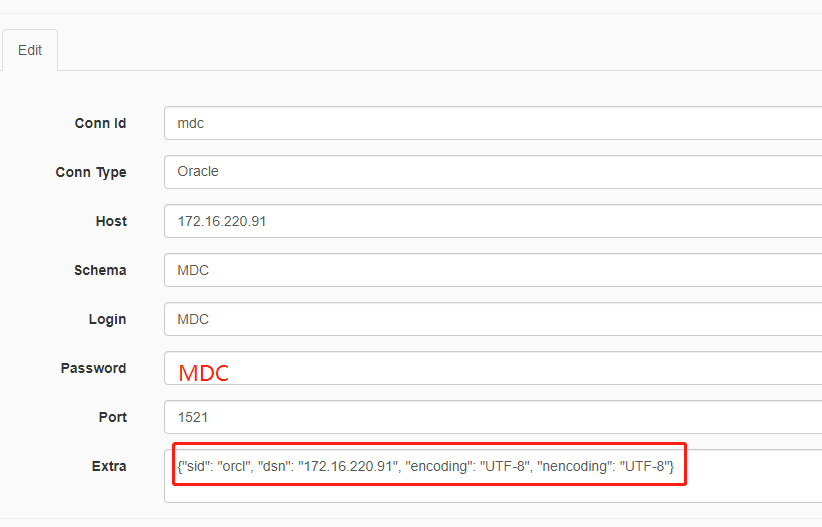 Edit
Conn Id mdc
Conn Type Oracle
Host 172.16.220.91
Schema MDC
Login MDC
Password MDC
Port 1521
Extra {"sid": "orcl", "dsn": "172.16.220.91", "encoding": "UTF-8", "nencoding": "UTF-8"}